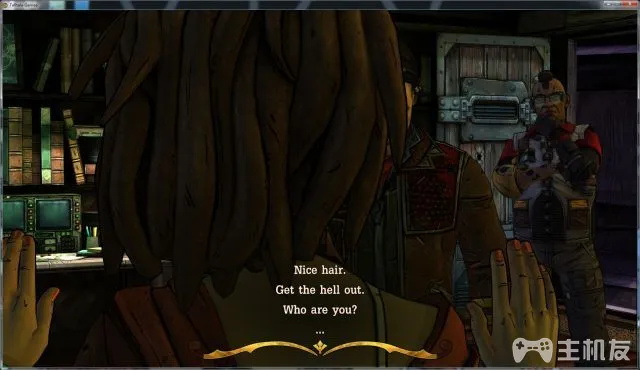 Telltale Games
Nice hair.
Get the hell out.
Who are you?
...
主机友